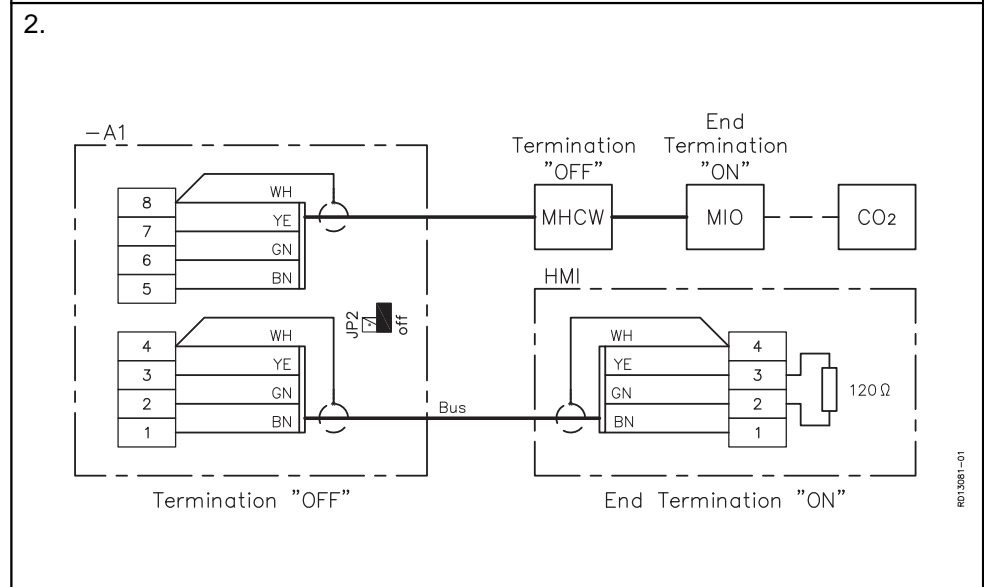 2.
End
Termination Termination
"OFF" "ON"
—A1
8 WH
7 YE
6 GN
5 BN
MHCW MIO CO2
HMI
JP2
off
4 WH
3 YE
2 GN
1 BN
Bus
WH 4
YE 3
GN 2
BN 1
120Ω
Termination "OFF"
End Termination "ON"
RD13081-01